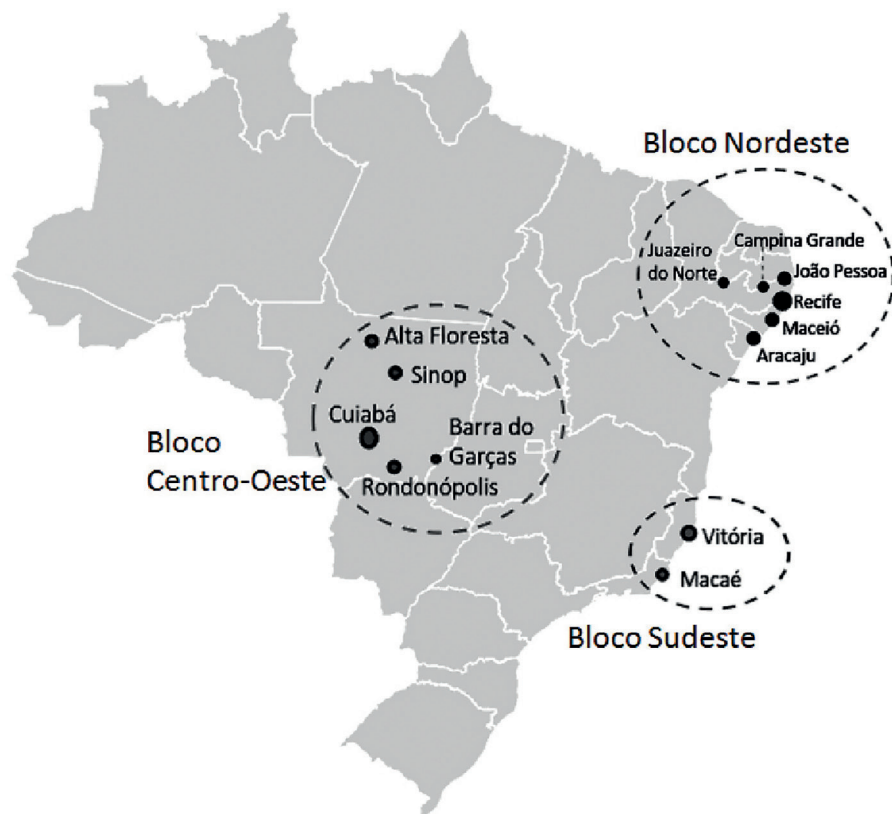 Bloco Nordeste
Campina Grande
Juazeiro
do Norte
João Pessoa
Recife
Maceió
Aracaju
Alta Floresta
Sinop
Cuiabá
Barra do
Garças
Rondonópolis
Bloco
Centro-Oeste
Vitória
Macaé
Bloco Sudeste